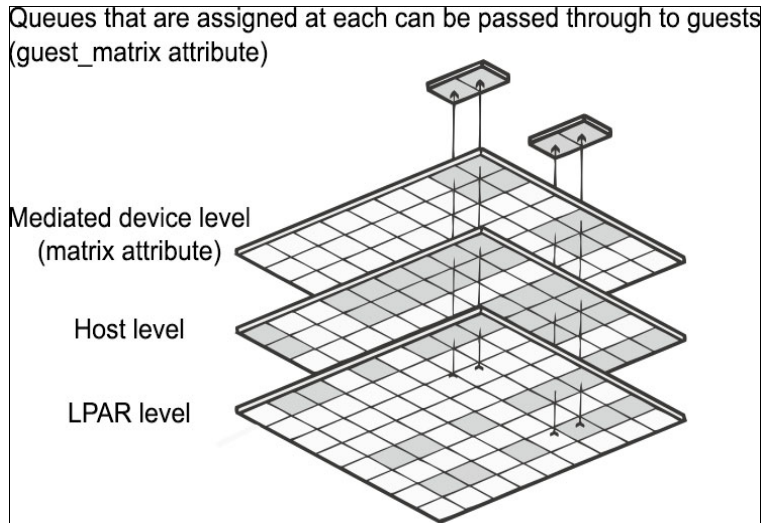 Queues that are assigned at each can be passed through to guests
(guest_matrix attribute)
Mediated device level
(matrix attribute)
Host level
LPAR level